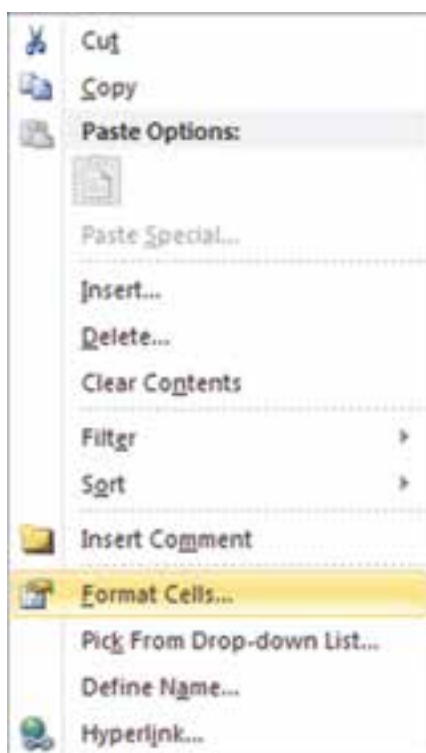 Cut
Copy
Paste Options:
Paste Special...
Insert...
Delete...
Clear Contents
Filter
Sort
Insert Comment
Format Cells...
Pick From Drop-down List...
Define Name...
Hyperlink...